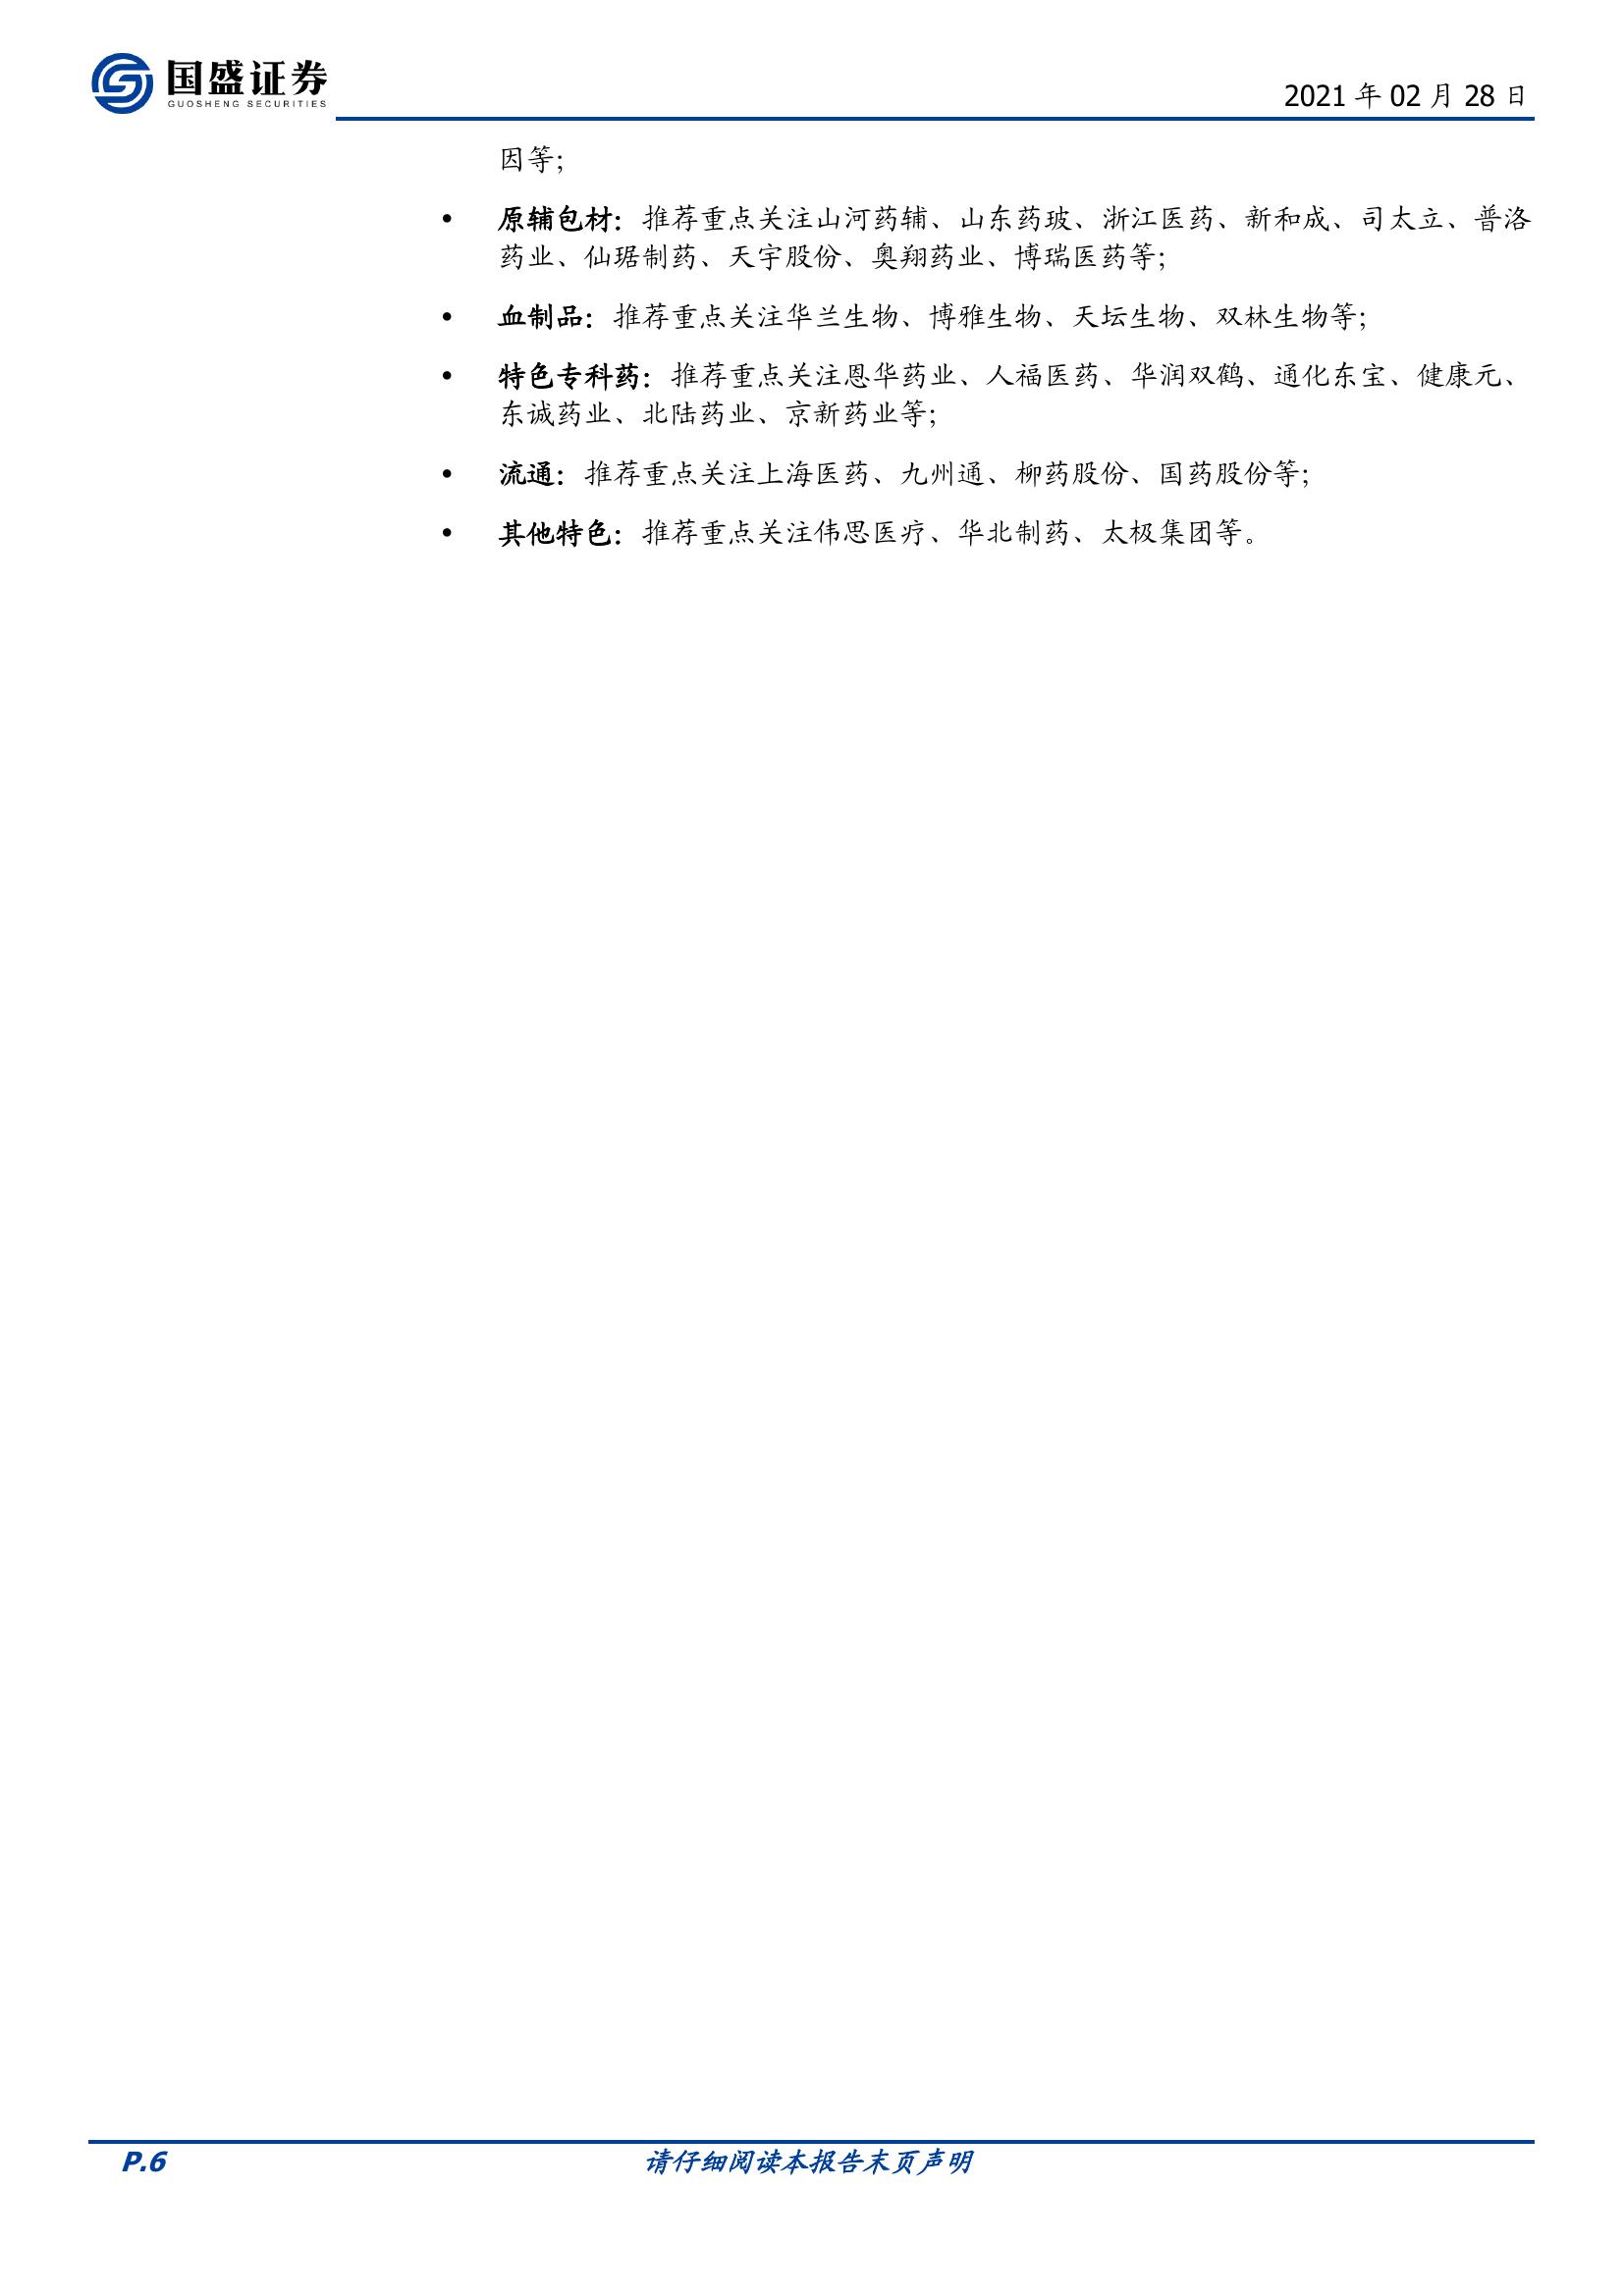 国盛证券
GUOSHENG SECURITIES
2021 年 02 月 28 日
因等；
• 原辅包材：推荐重点关注山河药辅、山东药玻、浙江医药、新和成、司太立、普洛
药业、仙琚制药、天宇股份、奥翔药业、博瑞医药等；
• 血制品：推荐重点关注华兰生物、博雅生物、天坛生物、双林生物等；
• 特色专科药：推荐重点关注恩华药业、人福医药、华润双鹤、通化东宝、健康元、
东诚药业、北陆药业、京新药业等；
• 流通：推荐重点关注上海医药、九州通、柳药股份、国药股份等；
• 其他特色：推荐重点关注伟思医疗、华北制药、太极集团等。
P.6
请仔细阅读本报告末页声明